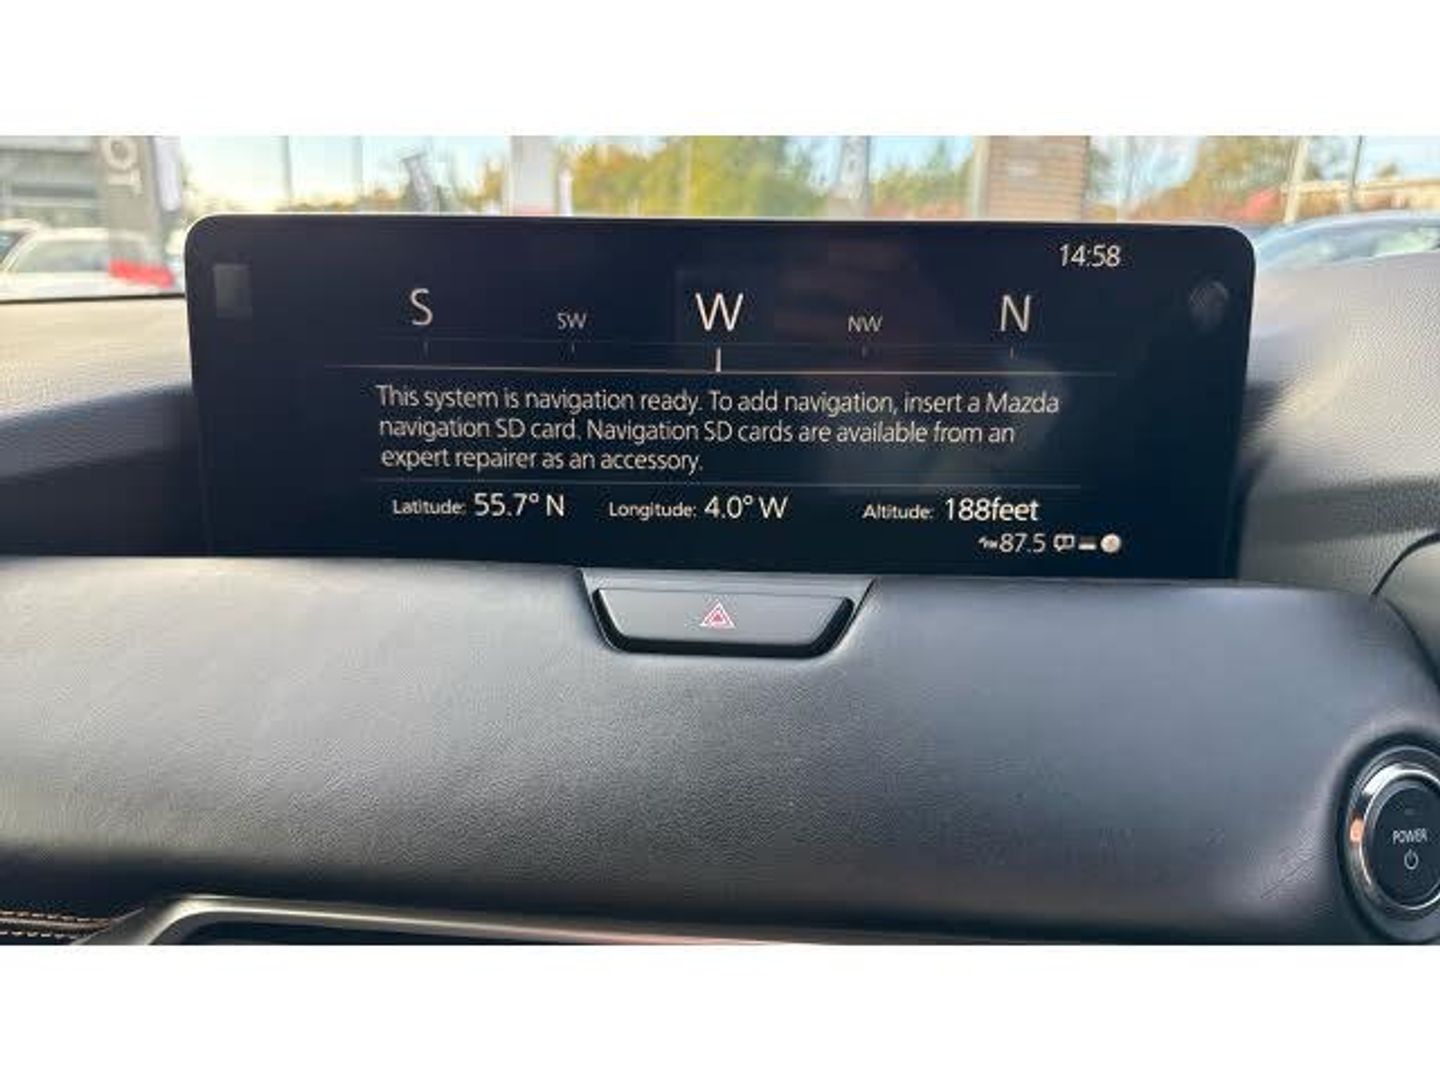 14:58
S SW W NW N
This system is navigation ready. To add navigation, insert a Mazda
navigation SD card. Navigation SD cards are available from an
expert repairer as an accessory.
Latitude: 55.7° N Longitude: 4.0° W Altitude: 188feet
87.5
POWER